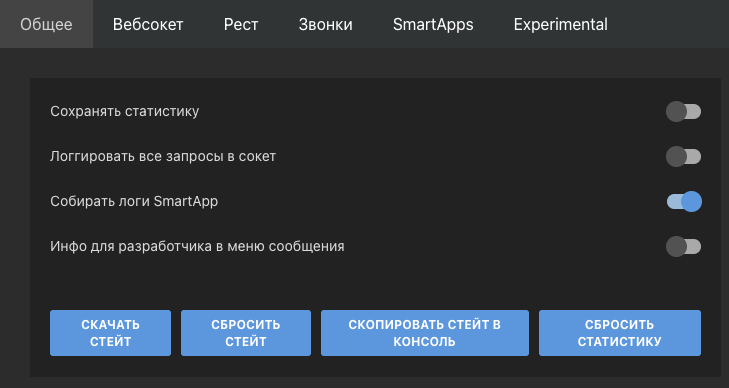 Общее Вебсокет Рест Звонки SmartApps Experimental
Сохранять статистику
Логгировать все запросы в сокет
Собирать логи SmartApp
Инфо для разработчика в меню сообщения
СКАЧАТЬ
СТЕЙТ
СБРОСИТЬ
СТЕЙТ
СКОПИРОВАТЬ СТЕЙТ В
КОНСОЛЬ
СБРОСИТЬ
СТАТИСТИКУ